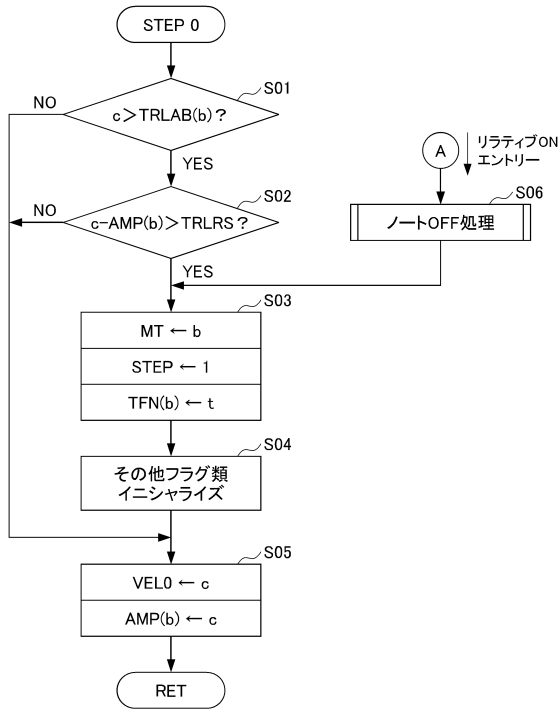 STEP 0
S01
c＞TRLAB(b)？
NO
YES
S02
c−AMP(b)＞TRLRS？
NO
YES
A
リラティブON
エントリー
S06
ノートOFF処理
S03
MT ← b
STEP ← 1
TFN(b) ← t
S04
その他フラグ類
イニシャライズ
S05
VEL0 ← c
AMP(b) ← c
RET